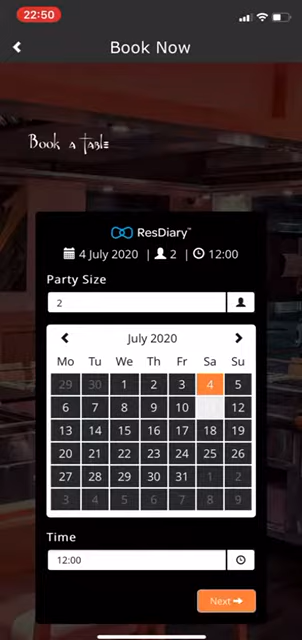 22:50
Book Now
Book a table
ResDiary™
4 July 2020 | 2 | 12:00
Party Size
2
July 2020
Mo Tu We Th Fr Sa Su
29 30 1 2 3 4 5
6 7 8 9 10 12
13 14 15 16 17 18 19
20 21 22 23 24 25 26
27 28 29 30 31 1 2
3 4 5 6 7 8 9
Time
12:00
Next